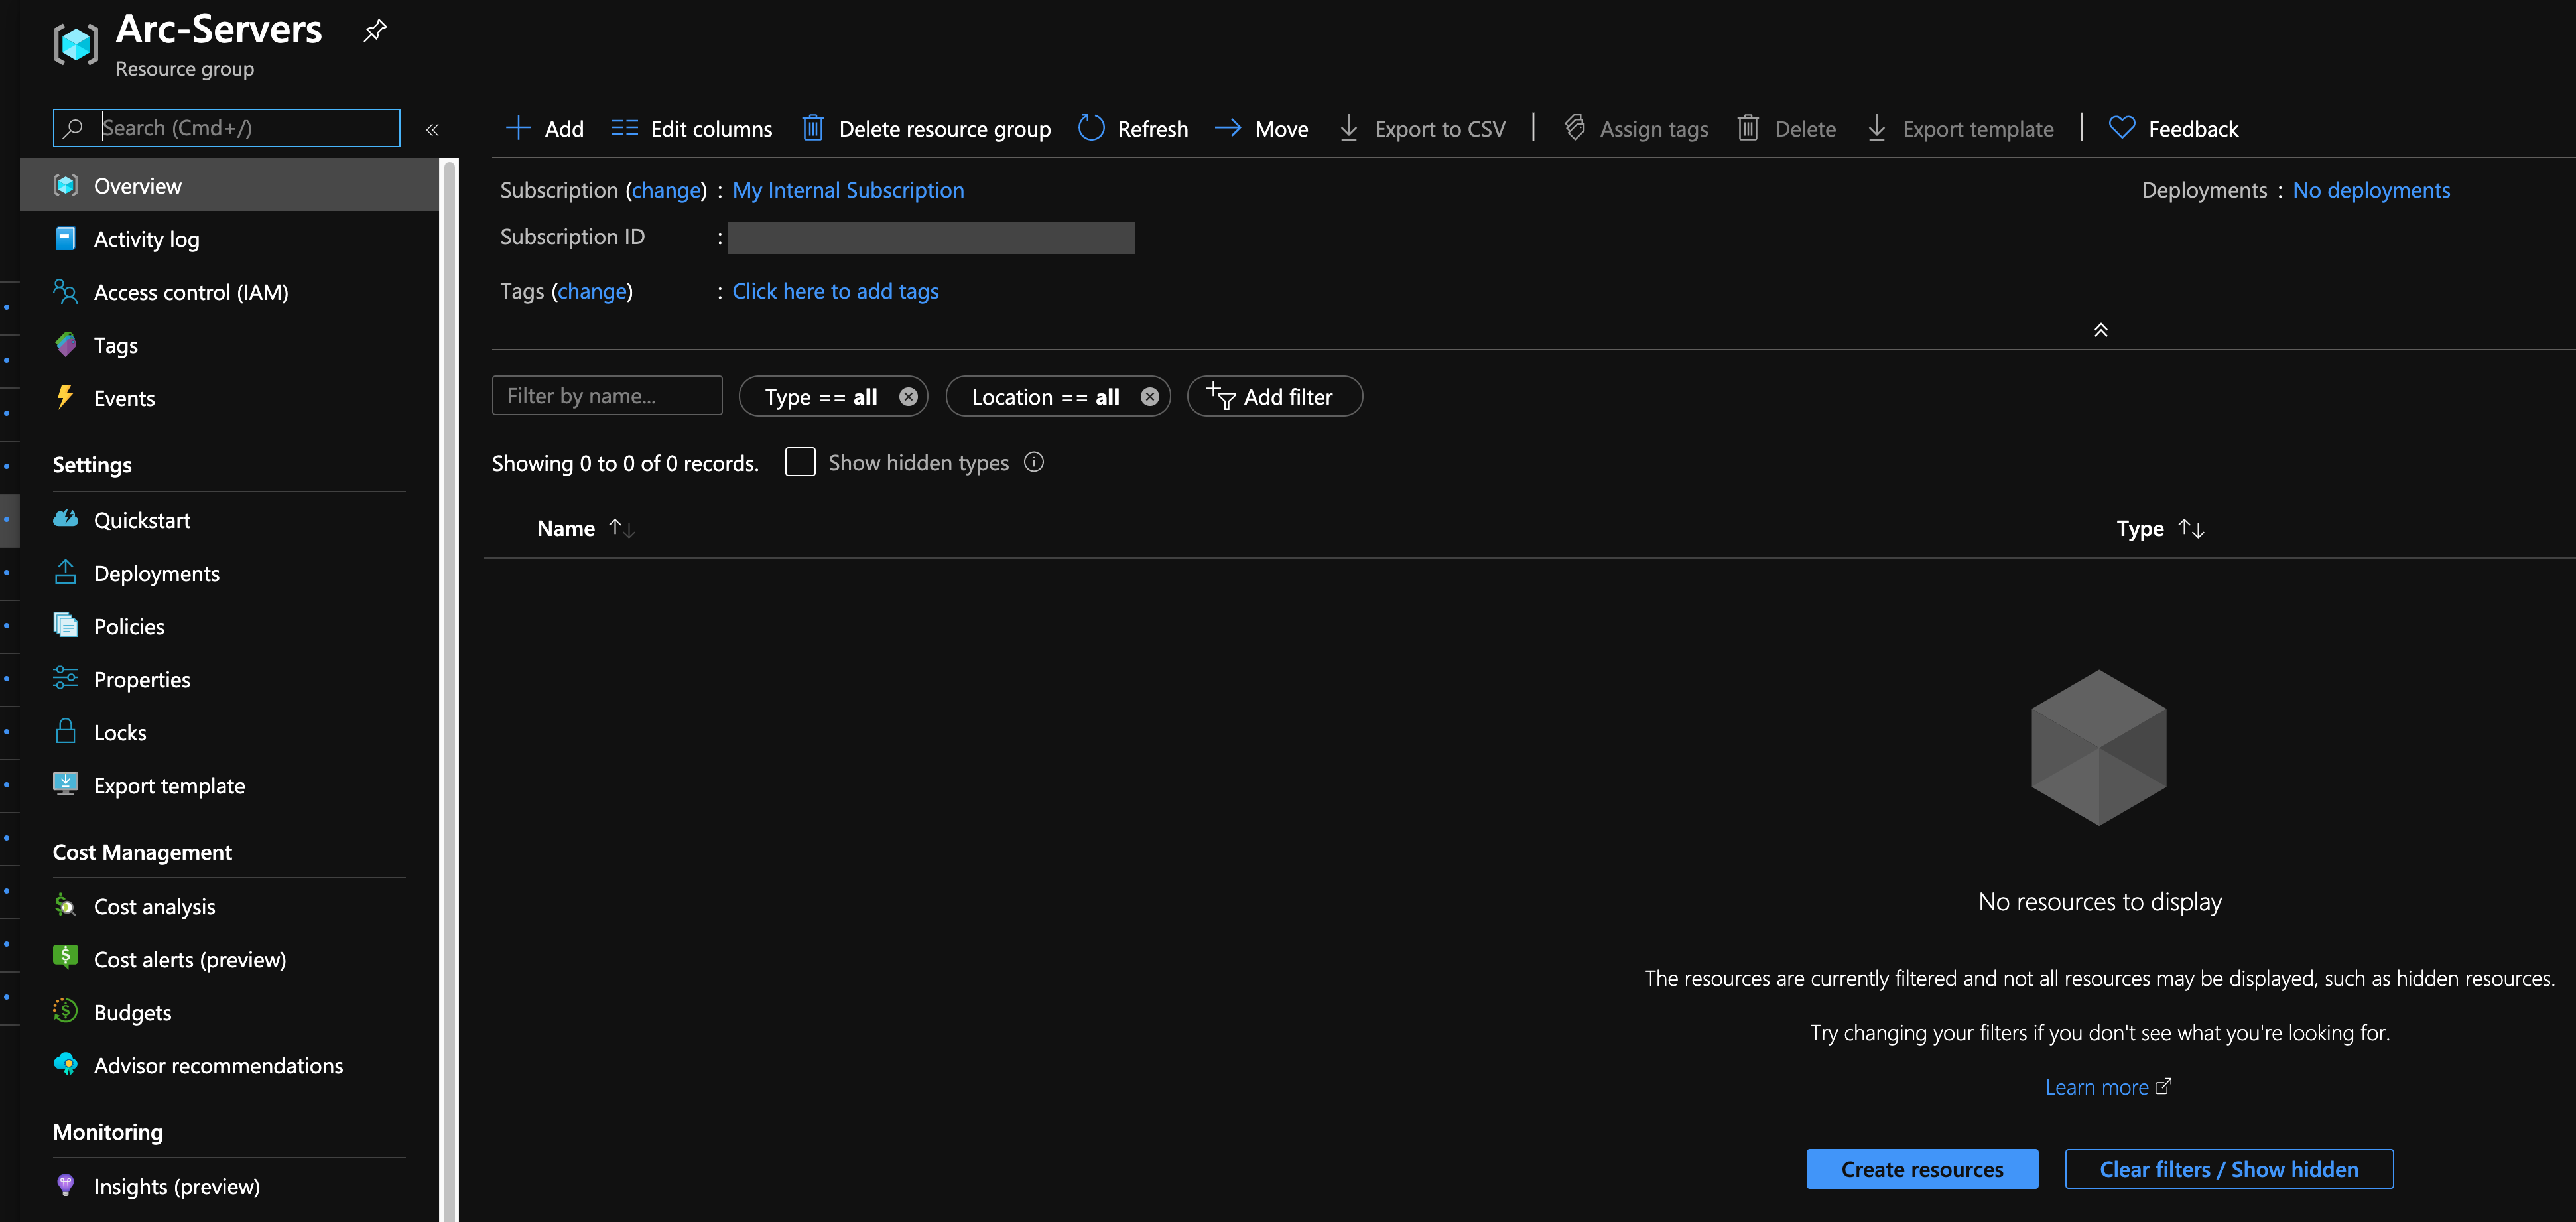 Arc-Servers
Resource group
Search (Cmd+/)
Overview
Activity log
Access control (IAM)
Tags
Events
Settings
Quickstart
Deployments
Policies
Properties
Locks
Export template
Cost Management
Cost analysis
Cost alerts (preview)
Budgets
Advisor recommendations
Monitoring
Insights (preview)
Add Edit columns Delete resource group Refresh Move Export to CSV Assign tags Delete Export template Feedback
Subscription (change) : My Internal Subscription
Deployments : No deployments
Subscription ID :
Tags (change) : Click here to add tags
Filter by name... Type == all Location == all Add filter
Showing 0 to 0 of 0 records. Show hidden types
Name Type
No resources to display
The resources are currently filtered and not all resources may be displayed, such as hidden resources.
Try changing your filters if you don't see what you're looking for.
Learn more
Create resources Clear filters / Show hidden